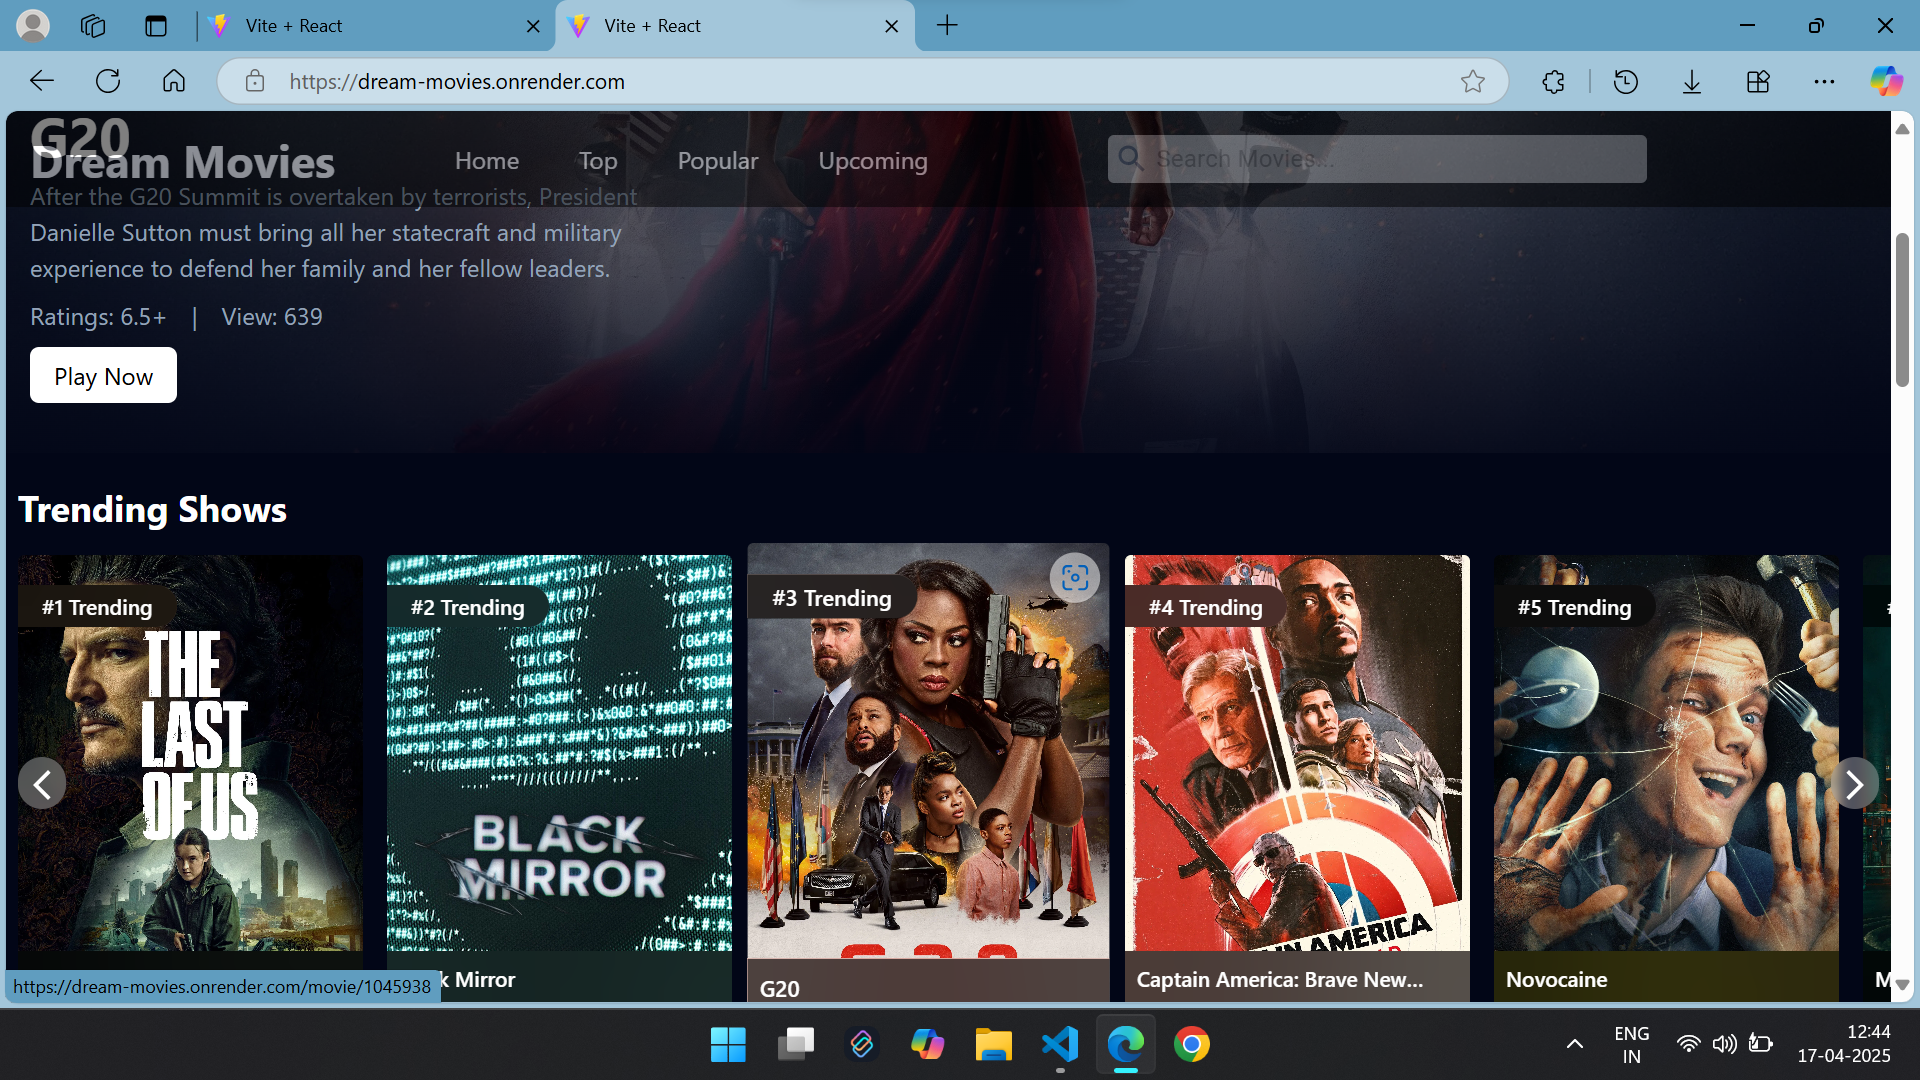 Vite + React
Vite + React
https://dream-movies.onrender.com
G20
Dream Movies
Home
Top
Popular
Upcoming
Search Movies...
After the G20 Summit is overtaken by terrorists, President
Danielle Sutton must bring all her statecraft and military
experience to defend her family and her fellow leaders.
Ratings: 6.5+ | View: 639
Play Now
Trending Shows
#1 Trending
THE
LAST
OF US
#2 Trending
BLACK
MIRROR
k Mirror
#3 Trending
G20
G20
#4 Trending
AMERICA
Captain America: Brave New...
#5 Trending
Novocaine
M
https://dream-movies.onrender.com/movie/1045938
ENG
IN
12:44
17-04-2025